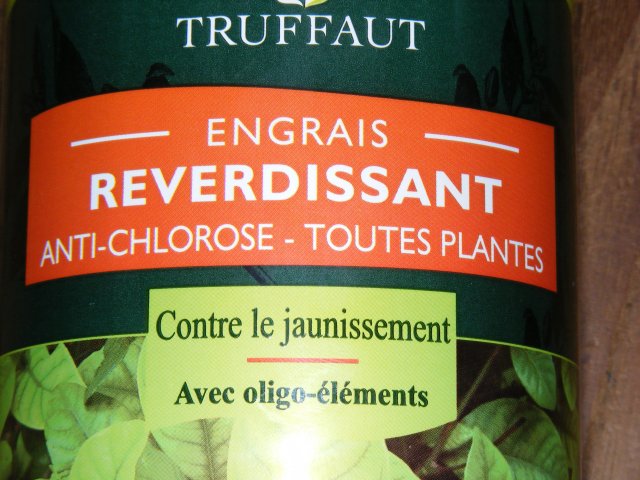 TRUFFAUT
ENGRAIS
REVERDISSANT
ANTI-CHLOROSE - TOUTES PLANTES
Contre le jaunissement
Avec oligo-éléments